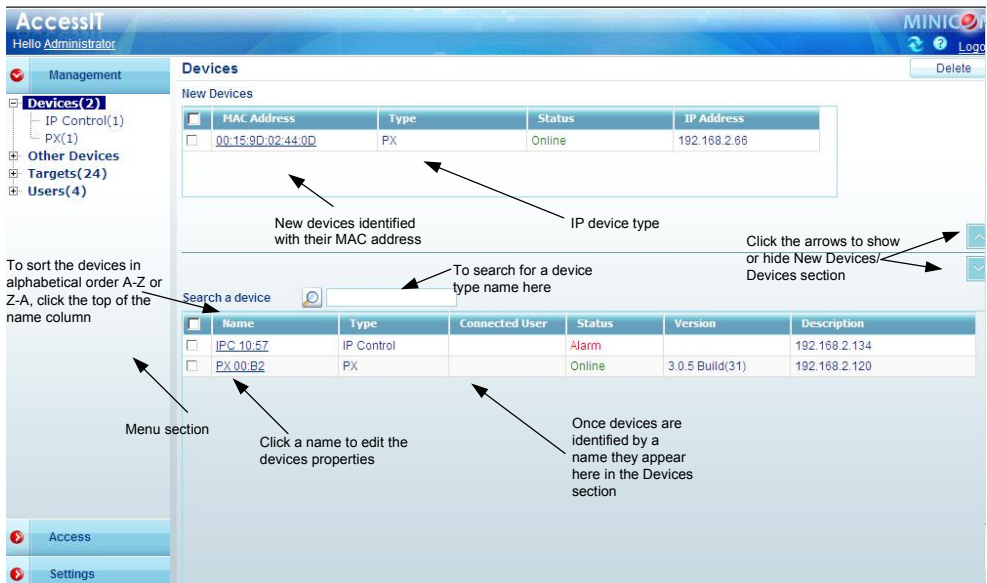 AccessIT
MINICOM
Hello Administrator
Logo
Management
Devices
Delete
Devices(2)
IP Control(1)
PX(1)
Other Devices
Targets(24)
Users(4)
New Devices
MAC Address Type Status IP Address
00:15:9D:02:44:0D PX Online 192.168.2.66
New devices identified
with their MAC address
IP device type
Click the arrows to show
or hide New Devices/
Devices section
To sort the devices in
alphabetical order A-Z or
Z-A, click the top of the
name column
To search for a device
type name here
Search a device
Name Type Connected User Status Version Description
IPC 10:57 IP Control Alarm 192.168.2.134
PX 00:B2 PX Online 3.0.5 Build(31) 192.168.2.120
Menu section
Click a name to edit the
devices properties
Once devices are
identified by a
name they appear
here in the Devices
section
Access
Settings